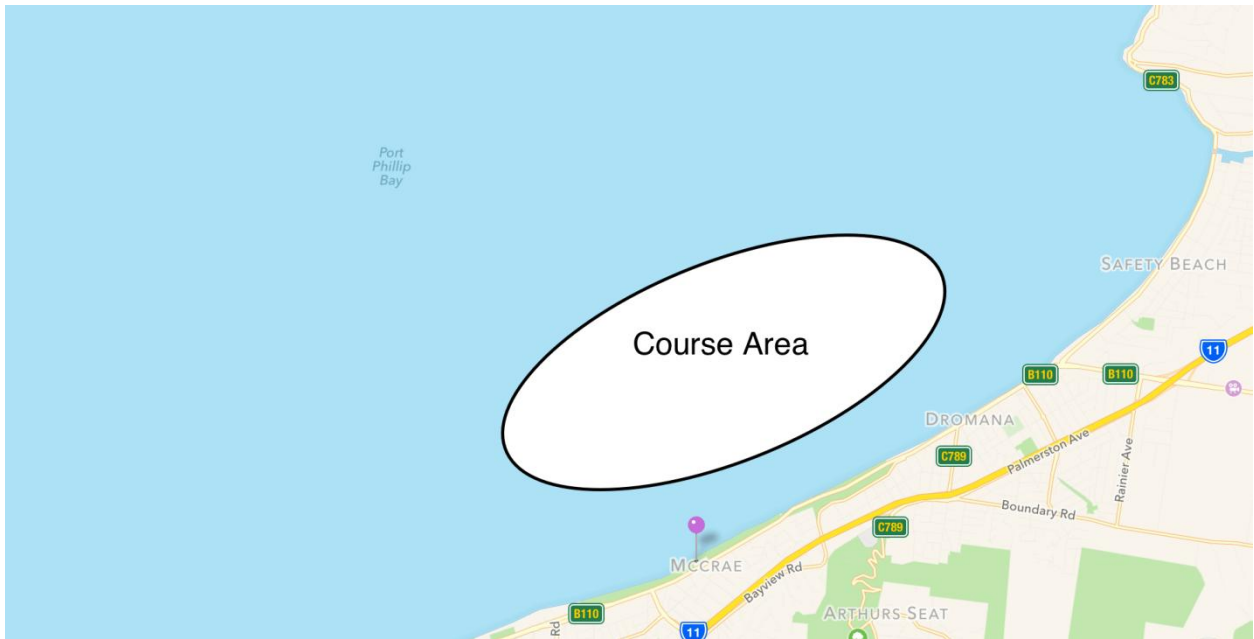 C783
Port
Phillip
Bay
SAFETY BEACH
Course Area
11
B110
B110
DROMANA
C789
Palmerston Ave
Rainier Ave
Boundary Rd
C789
MCCRAE
Bayview Rd
ARTHURS SEAT
B110
Rd
11